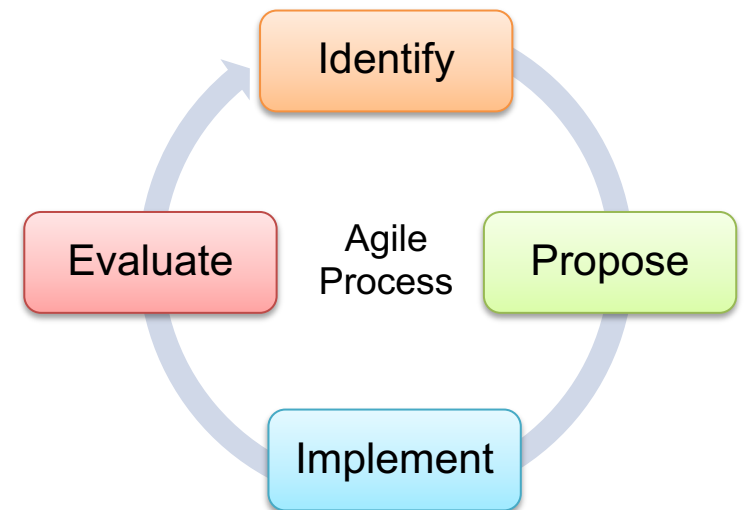 Identify
Evaluate
Agile
Process
Propose
Implement